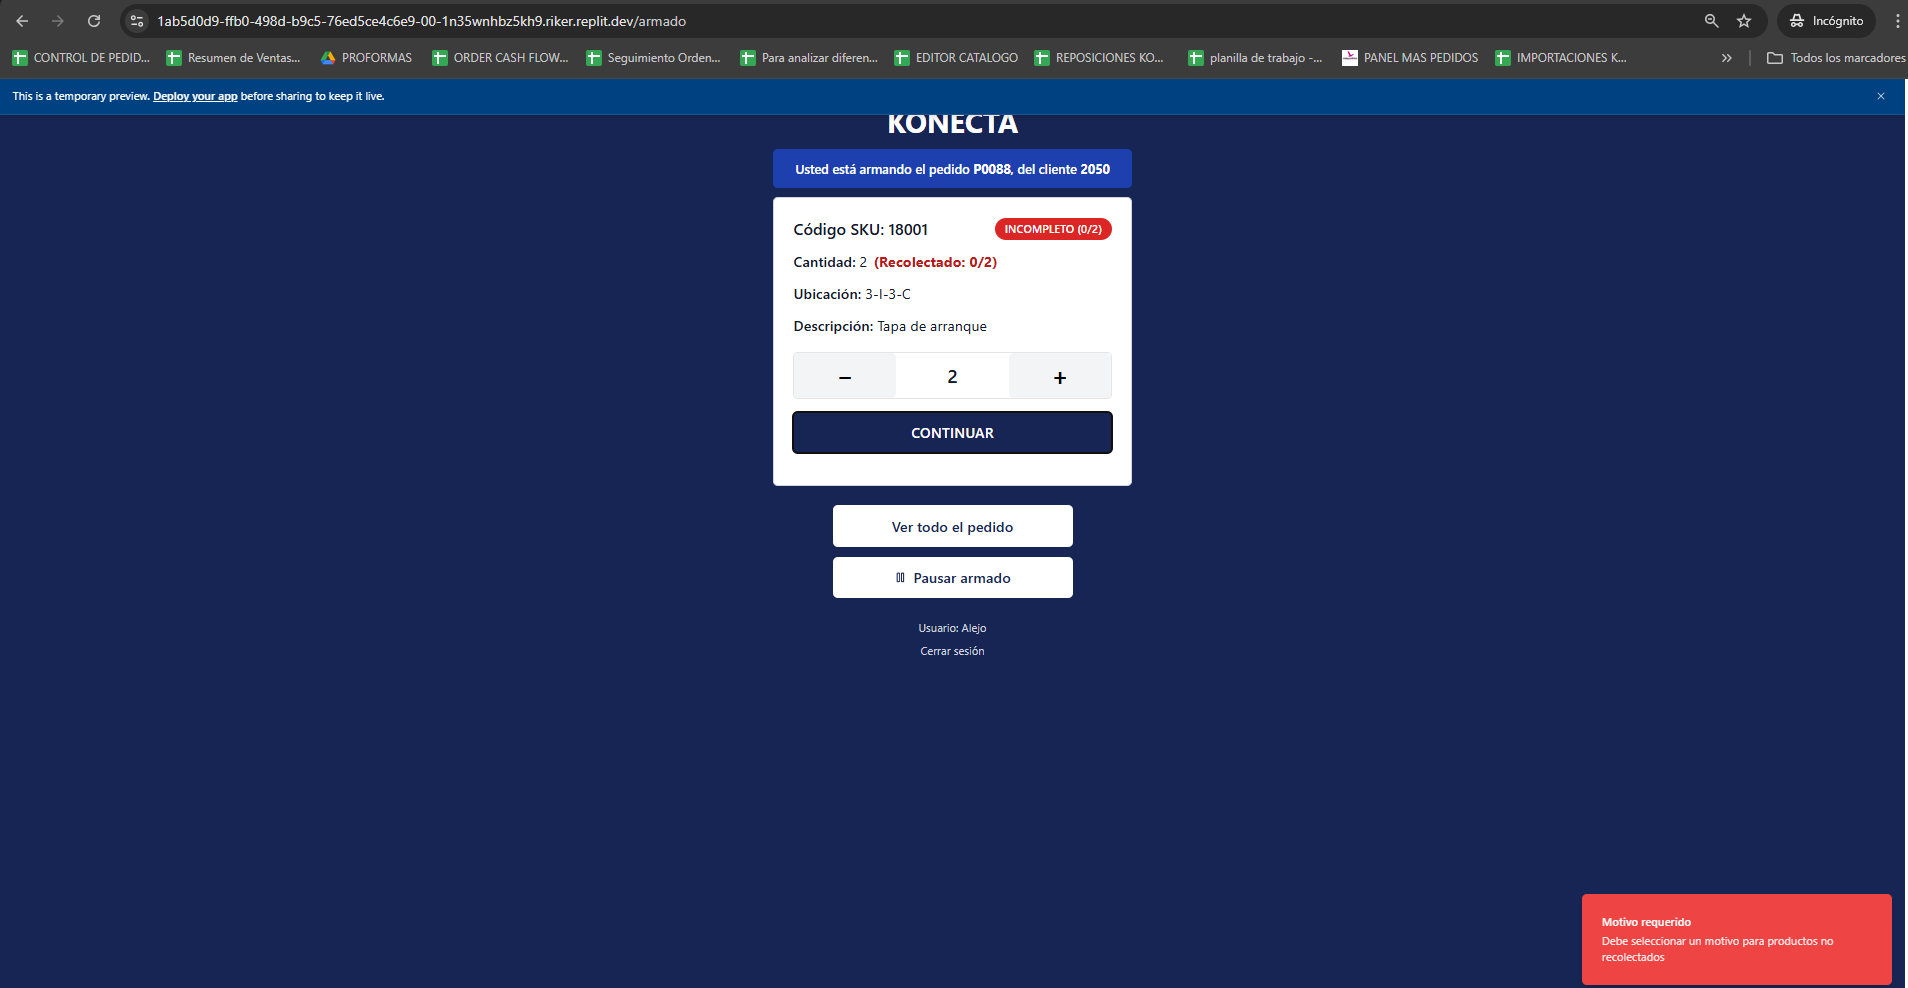 1ab5d0d9-ffb0-498d-b9c5-76ed5ce4c6e9-00-1n35wnhbz5kh9.riker.replit.dev/armado
Incógnito
CONTROL DE PEDID...
Resumen de Ventas...
PROFORMAS
ORDER CASH FLOW...
Seguimiento Orden...
Para analizar diferen...
EDITOR CATALOGO
REPOSICIONES KO...
planilla de trabajo -...
PANEL MAS PEDIDOS
IMPORTACIONES K...
Todos los marcadores
This is a temporary preview. Deploy your app before sharing to keep it live.
KONECTA
Usted está armando el pedido P0088, del cliente 2050
Código SKU: 18001
INCOMPLETO (0/2)
Cantidad: 2 (Recolectado: 0/2)
Ubicación: 3-I-3-C
Descripción: Tapa de arranque
− 2 +
CONTINUAR
Ver todo el pedido
Pausar armado
Usuario: Alejo
Cerrar sesión
Motivo requerido
Debe seleccionar un motivo para productos no
recolectados